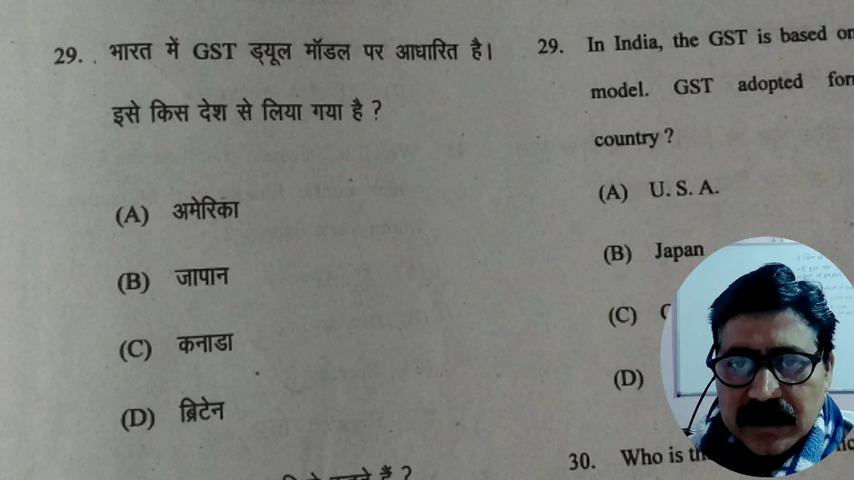 29. . भारत में GST ड्यूल मॉडल पर आधारित है।
इसे किस देश से लिया गया है ?
(A) अमेरिका
(B) जापान
(C) कनाडा
(D) ब्रिटेन
हैं ?
29. In India, the GST is based on
model. GST adopted
country ?
(A) U. S. A.
(B) Japan
(C)
(D)
30. Who is